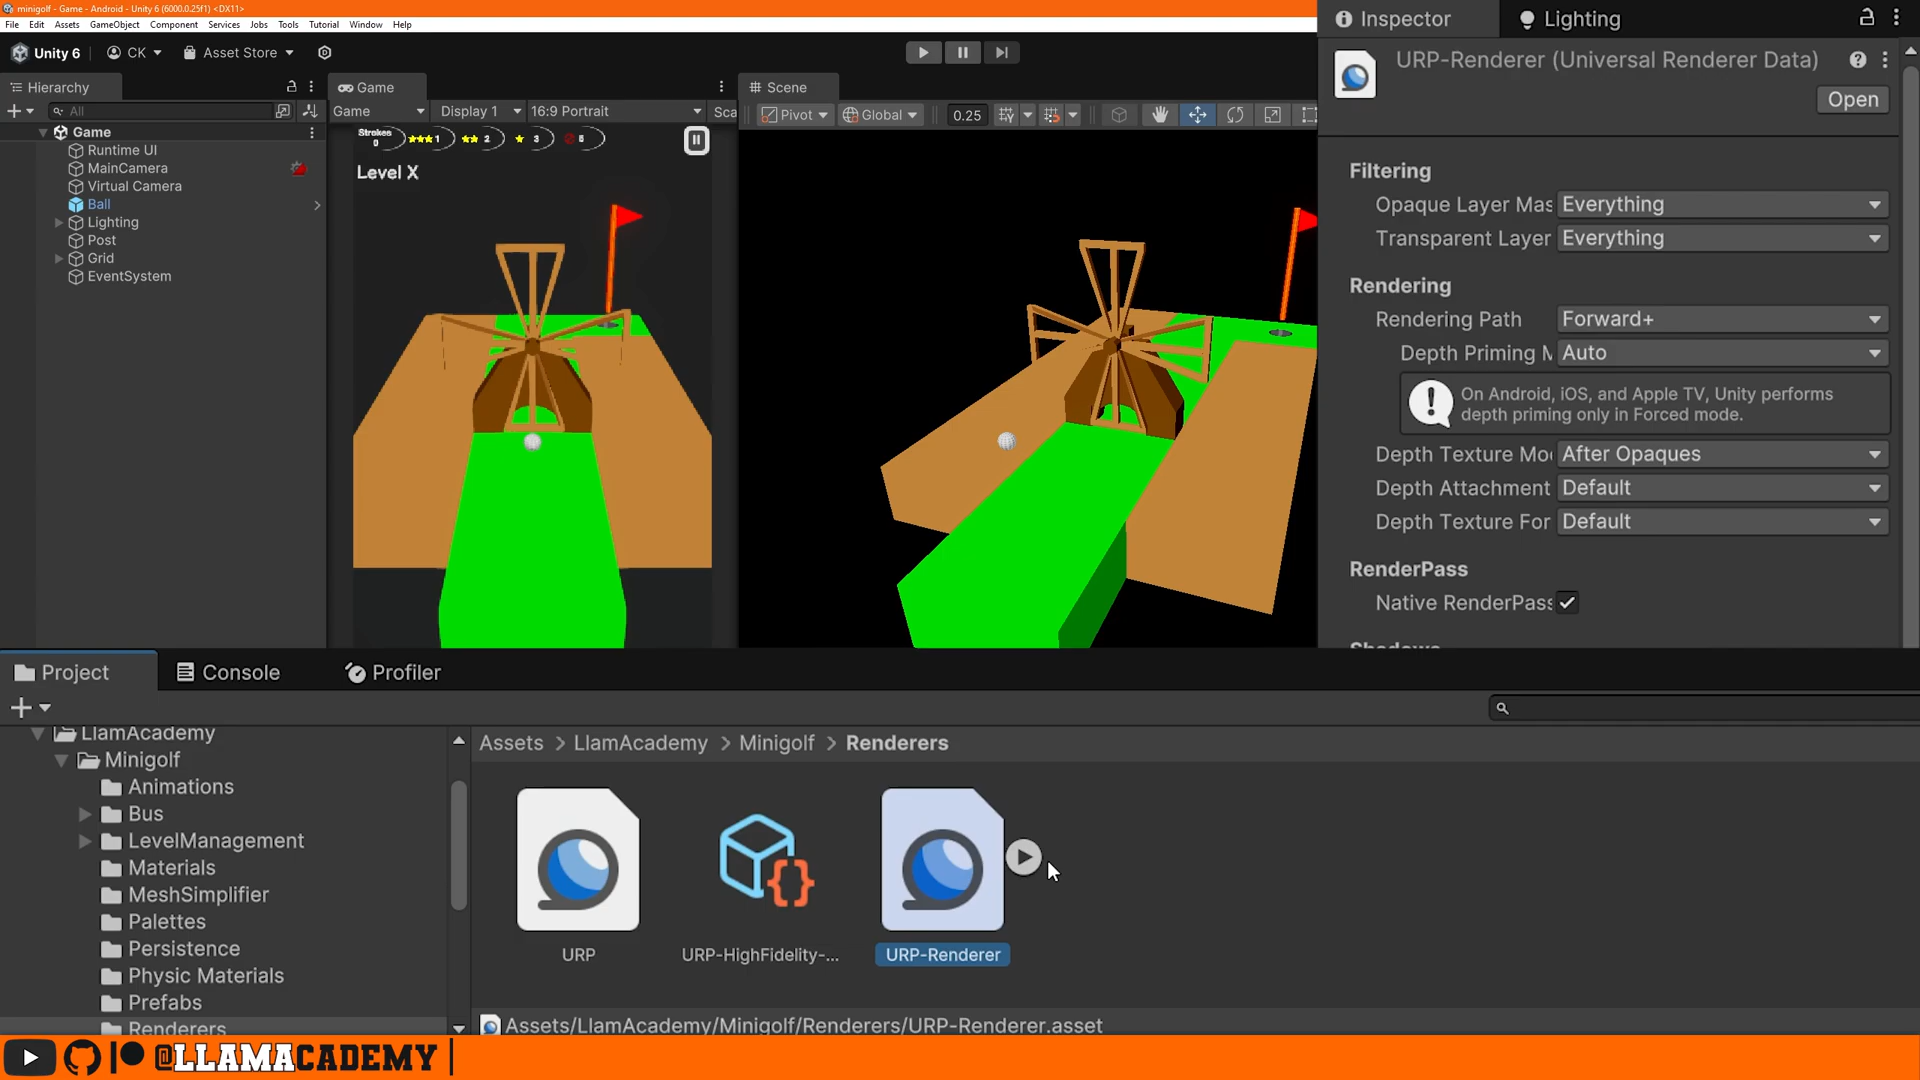 minigolf - Game - Android - Unity 6 (6000.0.25f1) <DX11>
File Edit Assets GameObject Component Services Jobs Tools Tutorial Window Help
Unity 6 CK Asset Store
Hierarchy
All
Game
Runtime UI
MainCamera
Virtual Camera
Ball
Lighting
Post
Grid
EventSystem
Game
Game Display 1 16:9 Portrait Sca
Strokes
0 1 2 3 5
Level X
Scene
Pivot Global 0.25
Inspector Lighting
URP-Renderer (Universal Renderer Data)
Open
Filtering
Opaque Layer Mas Everything
Transparent Layer Everything
Rendering
Rendering Path Forward+
Depth Priming M Auto
On Android, iOS, and Apple TV, Unity performs
depth priming only in Forced mode.
Depth Texture Mo After Opaques
Depth Attachment Default
Depth Texture For Default
RenderPass
Native RenderPass
Shadows
Project Console Profiler
LlamAcademy
Minigolf
Animations
Bus
LevelManagement
Materials
MeshSimplifier
Palettes
Persistence
Physic Materials
Prefabs
Renderers
Assets > LlamAcademy > Minigolf > Renderers
URP URP-HighFidelity-... URP-Renderer
Assets/LlamAcademy/Minigolf/Renderers/URP-Renderer.asset
@LLAMACADEMY